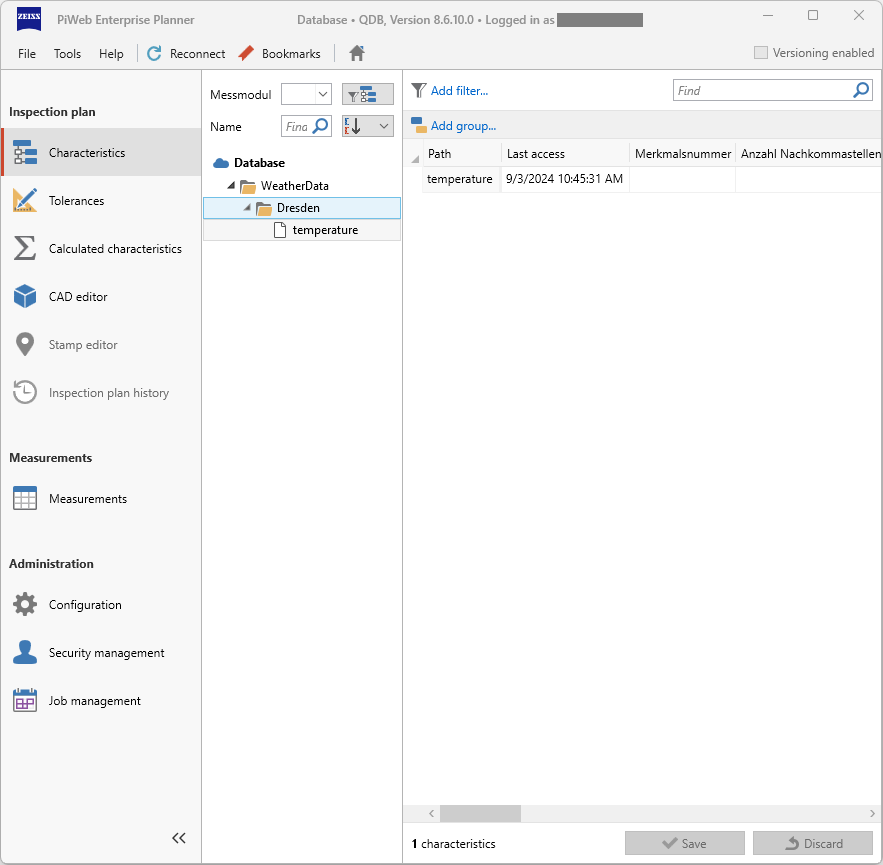 ZEISS PiWeb Enterprise Planner Database • QDB, Version 8.6.10.0 • Logged in as
File Tools Help Reconnect Bookmarks Versioning enabled
Inspection plan
Characteristics
Tolerances
Calculated characteristics
CAD editor
Stamp editor
Inspection plan history
Measurements
Measurements
Administration
Configuration
Security management
Job management
Messmodul
Name Find
Database
WeatherData
Dresden
temperature
Add filter... Find
Add group...
Path Last access Merkmalsnummer Anzahl Nachkommastellen
temperature 9/3/2024 10:45:31 AM
1 characteristics Save Discard